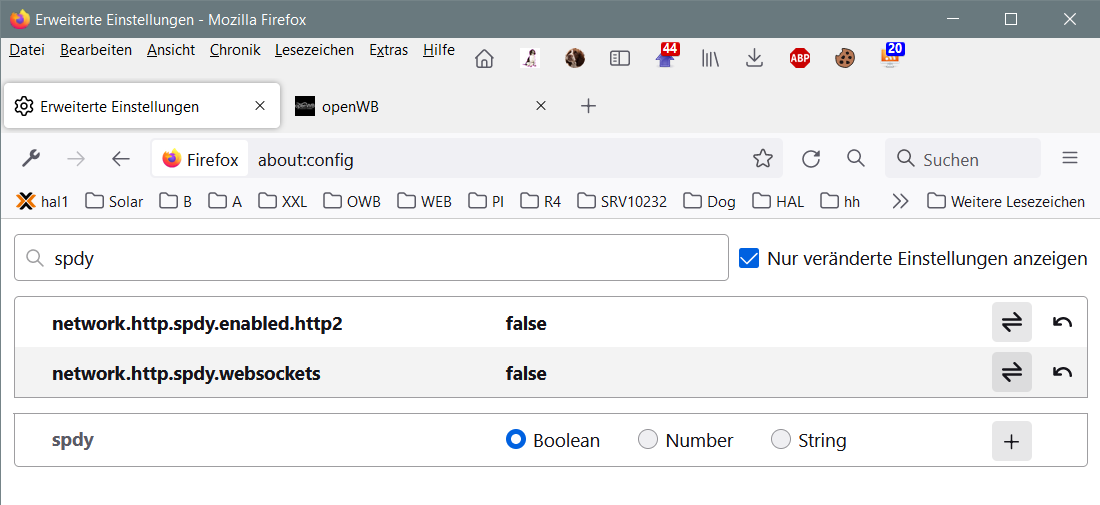 Erweiterte Einstellungen - Mozilla Firefox
Datei Bearbeiten Ansicht Chronik Lesezeichen Extras Hilfe 44 ABP 20
Erweiterte Einstellungen openWB
Firefox about:config Suchen
hal1 Solar B A XXL OWB WEB PI R4 SRV10232 Dog HAL hh Weitere Lesezeichen
spdy Nur veränderte Einstellungen anzeigen
network.http.spdy.enabled.http2 false
network.http.spdy.websockets false
spdy Boolean Number String